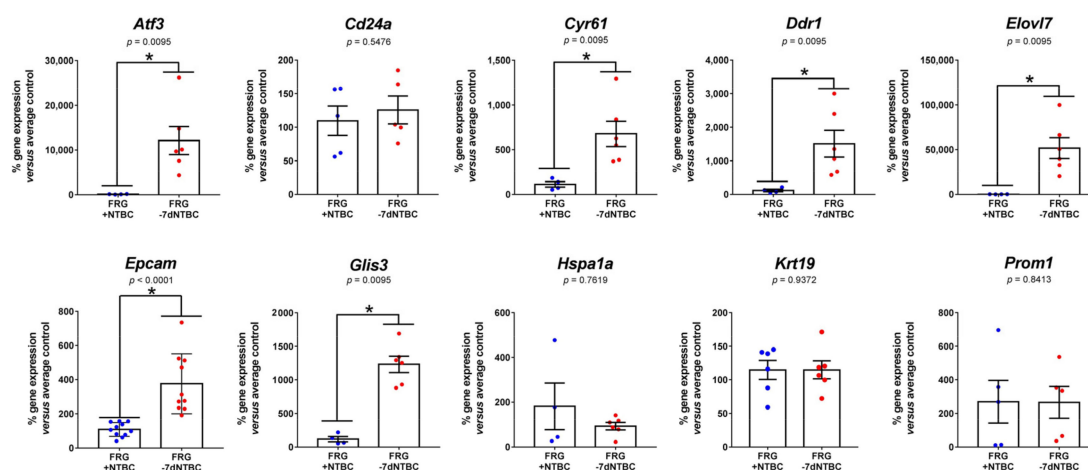 Atf3
p = 0.0095
*
% gene expression
versus average control
30,000
20,000
10,000
0
FRG
+NTBC
FRG
-7dNTBC
Cd24a
p = 0.5476
% gene expression
versus average control
200
150
100
50
0
FRG
+NTBC
FRG
-7dNTBC
Cyr61
p = 0.0095
*
% gene expression
versus average control
1,500
1,000
500
0
FRG
+NTBC
FRG
-7dNTBC
Ddr1
p = 0.0095
*
% gene expression
versus average control
4,000
3,000
2,000
1,000
0
FRG
+NTBC
FRG
-7dNTBC
Elovl7
p = 0.0095
*
% gene expression
versus average control
150,000
100,000
50,000
0
FRG
+NTBC
FRG
-7dNTBC
Epcam
p < 0.0001
*
% gene expression
versus average control
800
600
400
200
0
FRG
+NTBC
FRG
-7dNTBC
Glis3
p = 0.0095
*
% gene expression
versus average control
2000
1500
1000
500
0
FRG
+NTBC
FRG
-7dNTBC
Hspa1a
p = 0.7619
% gene expression
versus average control
600
400
200
0
FRG
+NTBC
FRG
-7dNTBC
Krt19
p = 0.9372
% gene expression
versus average control
200
150
100
50
0
FRG
+NTBC
FRG
-7dNTBC
Prom1
p = 0.8413
% gene expression
versus average control
800
600
400
200
0
FRG
+NTBC
FRG
-7dNTBC